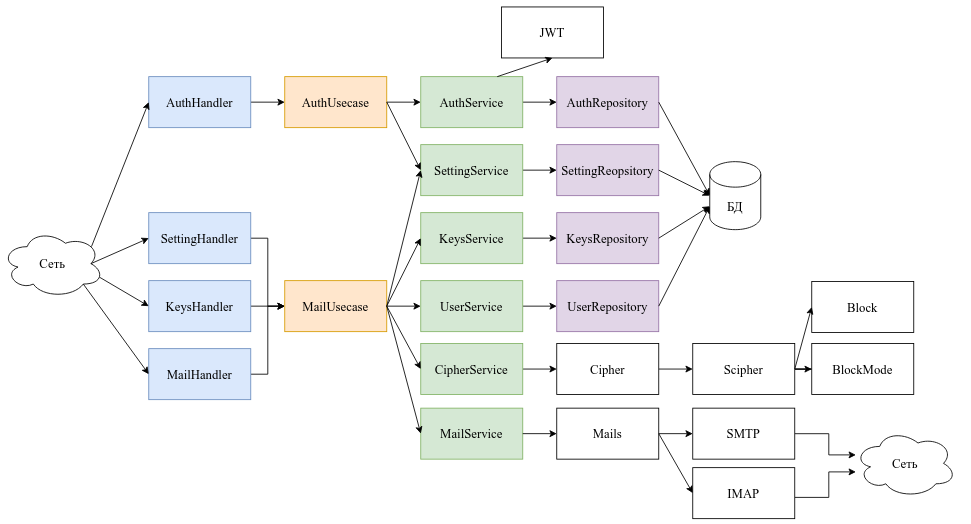 JWT
AuthHandler
AuthUsecase
AuthService
AuthRepository
SettingService
SettingReopsitory
БД
SettingHandler
KeysService
KeysRepository
Сеть
KeysHandler
MailUsecase
UserService
UserRepository
Block
MailHandler
CipherService
Cipher
Scipher
BlockMode
MailService
Mails
SMTP
Сеть
IMAP